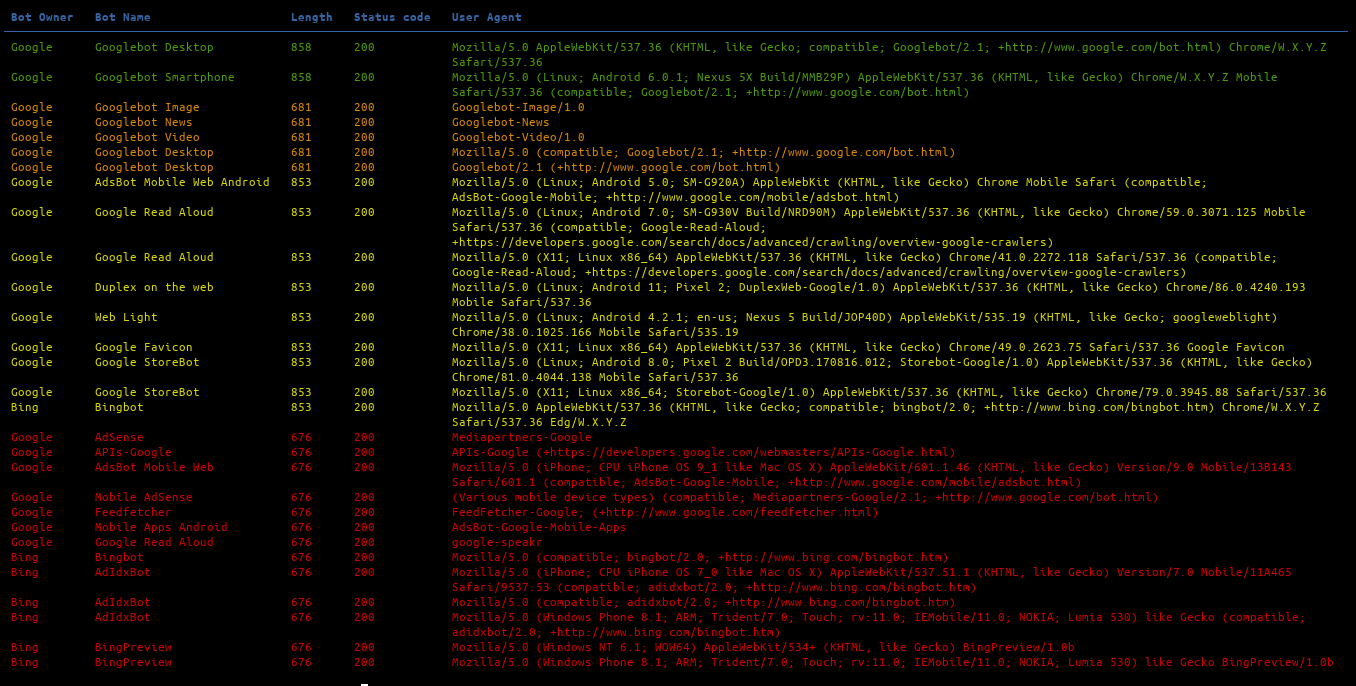 Bot Owner Bot Name Length Status code User Agent
Google Googlebot Desktop 858 200 Mozilla/5.0 AppleWebKit/537.36 (KHTML, like Gecko; compatible; Googlebot/2.1; +http://www.google.com/bot.html) Chrome/W.X.Y.Z
Safari/537.36
Google Googlebot Smartphone 858 200 Mozilla/5.0 (Linux; Android 6.0.1; Nexus 5X Build/MMB29P) AppleWebKit/537.36 (KHTML, like Gecko) Chrome/W.X.Y.Z Mobile
Safari/537.36 (compatible; Googlebot/2.1; +http://www.google.com/bot.html)
Google Googlebot Image 681 200 Googlebot-Image/1.0
Google Googlebot News 681 200 Googlebot-News
Google Googlebot Video 681 200 Googlebot-Video/1.0
Google Googlebot Desktop 681 200 Mozilla/5.0 (compatible; Googlebot/2.1; +http://www.google.com/bot.html)
Google Googlebot Desktop 681 200 Googlebot/2.1 (+http://www.google.com/bot.html)
Google AdsBot Mobile Web Android 853 200 Mozilla/5.0 (Linux; Android 5.0; SM-G920A) AppleWebKit (KHTML, like Gecko) Chrome Mobile Safari (compatible;
AdsBot-Google-Mobile; +http://www.google.com/mobile/adsbot.html)
Google Google Read Aloud 853 200 Mozilla/5.0 (Linux; Android 7.0; SM-G930V Build/NRD90M) AppleWebKit/537.36 (KHTML, like Gecko) Chrome/59.0.3071.125 Mobile
Safari/537.36 (compatible; Google-Read-Aloud;
+https://developers.google.com/search/docs/advanced/crawling/overview-google-crawlers)
Google Google Read Aloud 853 200 Mozilla/5.0 (X11; Linux x86_64) AppleWebKit/537.36 (KHTML, like Gecko) Chrome/41.0.2272.118 Safari/537.36 (compatible;
Google-Read-Aloud; +https://developers.google.com/search/docs/advanced/crawling/overview-google-crawlers)
Google Duplex on the web 853 200 Mozilla/5.0 (Linux; Android 11; Pixel 2; DuplexWeb-Google/1.0) AppleWebKit/537.36 (KHTML, like Gecko) Chrome/86.0.4240.193
Mobile Safari/537.36
Google Web Light 853 200 Mozilla/5.0 (Linux; Android 4.2.1; en-us; Nexus 5 Build/JOP40D) AppleWebKit/535.19 (KHTML, like Gecko; googleweblight)
Chrome/38.0.1025.166 Mobile Safari/535.19
Google Google Favicon 853 200 Mozilla/5.0 (X11; Linux x86_64) AppleWebKit/537.36 (KHTML, like Gecko) Chrome/49.0.2623.75 Safari/537.36 Google Favicon
Google Google StoreBot 853 200 Mozilla/5.0 (Linux; Android 8.0; Pixel 2 Build/OPD3.170816.012; Storebot-Google/1.0) AppleWebKit/537.36 (KHTML, like Gecko)
Chrome/81.0.4044.138 Mobile Safari/537.36
Google Google StoreBot 853 200 Mozilla/5.0 (X11; Linux x86_64; Storebot-Google/1.0) AppleWebKit/537.36 (KHTML, like Gecko) Chrome/79.0.3945.88 Safari/537.36
Bing Bingbot 853 200 Mozilla/5.0 AppleWebKit/537.36 (KHTML, like Gecko; compatible; bingbot/2.0; +http://www.bing.com/bingbot.htm) Chrome/W.X.Y.Z
Safari/537.36 Edg/W.X.Y.Z
Google AdSense 676 200 Mediapartners-Google
Google APIs-Google 676 200 APIs-Google (+https://developers.google.com/webmasters/APIs-Google.html)
Google AdsBot Mobile Web 676 200 Mozilla/5.0 (iPhone; CPU iPhone OS 9_1 like Mac OS X) AppleWebKit/601.1.46 (KHTML, like Gecko) Version/9.0 Mobile/13B143
Safari/601.1 (compatible; AdsBot-Google-Mobile; +http://www.google.com/mobile/adsbot.html)
Google Mobile AdSense 676 200 (Various mobile device types) (compatible; Mediapartners-Google/2.1; +http://www.google.com/bot.html)
Google Feedfetcher 676 200 FeedFetcher-Google; (+http://www.google.com/feedfetcher.html)
Google Mobile Apps Android 676 200 AdsBot-Google-Mobile-Apps
Google Google Read Aloud 676 200 google-speakr
Bing Bingbot 676 200 Mozilla/5.0 (compatible; bingbot/2.0; +http://www.bing.com/bingbot.htm)
Bing AdIdxBot 676 200 Mozilla/5.0 (iPhone; CPU iPhone OS 7_0 like Mac OS X) AppleWebKit/537.51.1 (KHTML, like Gecko) Version/7.0 Mobile/11A465
Safari/9537.53 (compatible; adidxbot/2.0; +http://www.bing.com/bingbot.htm)
Bing AdIdxBot 676 200 Mozilla/5.0 (compatible; adidxbot/2.0; +http://www.bing.com/bingbot.htm)
Bing AdIdxBot 676 200 Mozilla/5.0 (Windows Phone 8.1; ARM; Trident/7.0; Touch; rv:11.0; IEMobile/11.0; NOKIA; Lumia 530) like Gecko (compatible;
adidxbot/2.0; +http://www.bing.com/bingbot.htm)
Bing BingPreview 676 200 Mozilla/5.0 (Windows NT 6.1; WOW64) AppleWebKit/534+ (KHTML, like Gecko) BingPreview/1.0b
Bing BingPreview 676 200 Mozilla/5.0 (Windows Phone 8.1; ARM; Trident/7.0; Touch; rv:11.0; IEMobile/11.0; NOKIA; Lumia 530) like Gecko BingPreview/1.0b